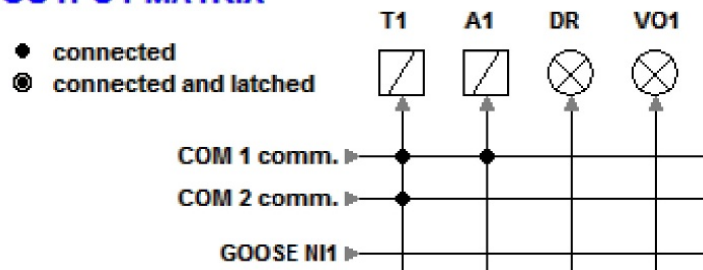 OUTPUT MATRIX
T1 A1 DR VO1
connected
connected and latched
COM 1 comm.
COM 2 comm.
GOOSE NI1